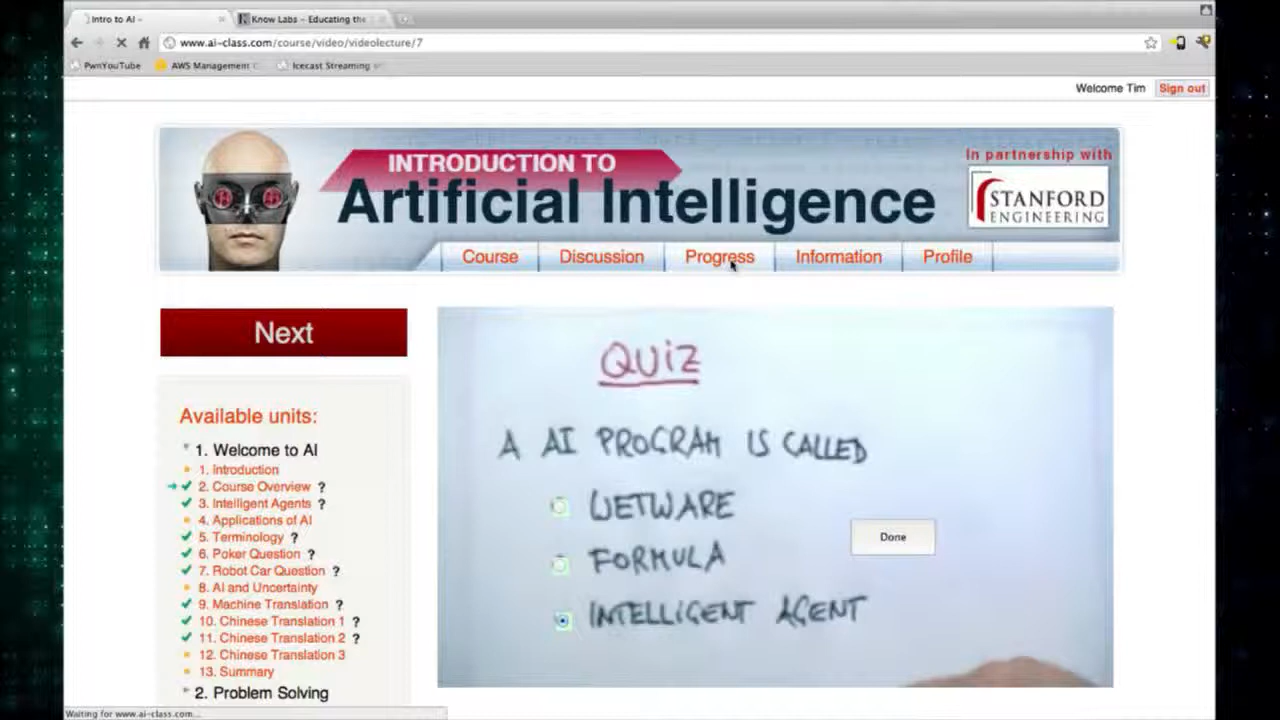 Intro to AI -
Know Labs – Educating the
www.ai-class.com/course/video/videolecture/7
PwnYouTube
AWS Management C
Icecast Streaming
Welcome Tim
Sign out
INTRODUCTION TO
Artificial Intelligence
In partnership with
STANFORD
ENGINEERING
Course
Discussion
Progress
Information
Profile
Next
QUIZ
A AI PROGRAM IS CALLED
WETWARE
FORMULA
INTELLIGENT AGENT
Done
Available units:
1. Welcome to AI
1. Introduction
2. Course Overview ?
3. Intelligent Agents ?
4. Applications of AI
5. Terminology ?
6. Poker Question ?
7. Robot Car Question ?
8. AI and Uncertainty
9. Machine Translation ?
10. Chinese Translation 1 ?
11. Chinese Translation 2 ?
12. Chinese Translation 3
13. Summary
2. Problem Solving
Waiting for www.ai-class.com...